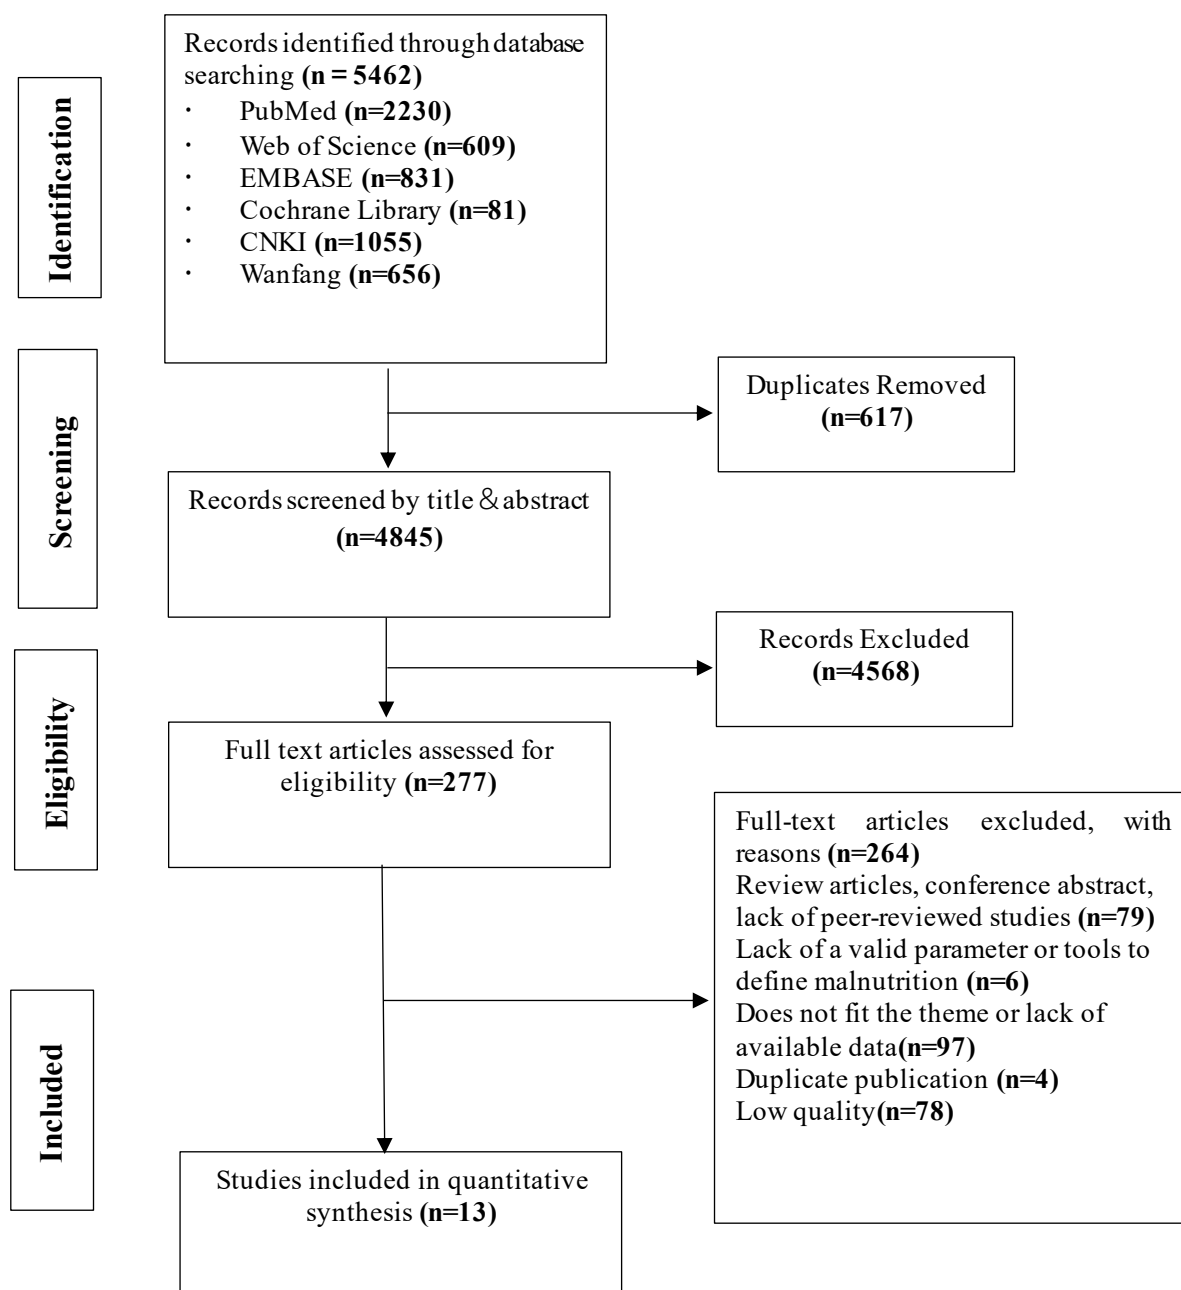 Identification
Records identified through database
searching (n = 5462)
· PubMed (n=2230)
· Web of Science (n=609)
· EMBASE (n=831)
· Cochrane Library (n=81)
· CNKI (n=1055)
· Wanfang (n=656)
Screening
Duplicates Removed
(n=617)
Records screened by title & abstract
(n=4845)
Records Excluded
(n=4568)
Eligibility
Full text articles assessed for
eligibility (n=277)
Full-text articles excluded, with
reasons (n=264)
Review articles, conference abstract,
lack of peer-reviewed studies (n=79)
Lack of a valid parameter or tools to
define malnutrition (n=6)
Does not fit the theme or lack of
available data(n=97)
Duplicate publication (n=4)
Low quality(n=78)
Included
Studies included in quantitative
synthesis (n=13)